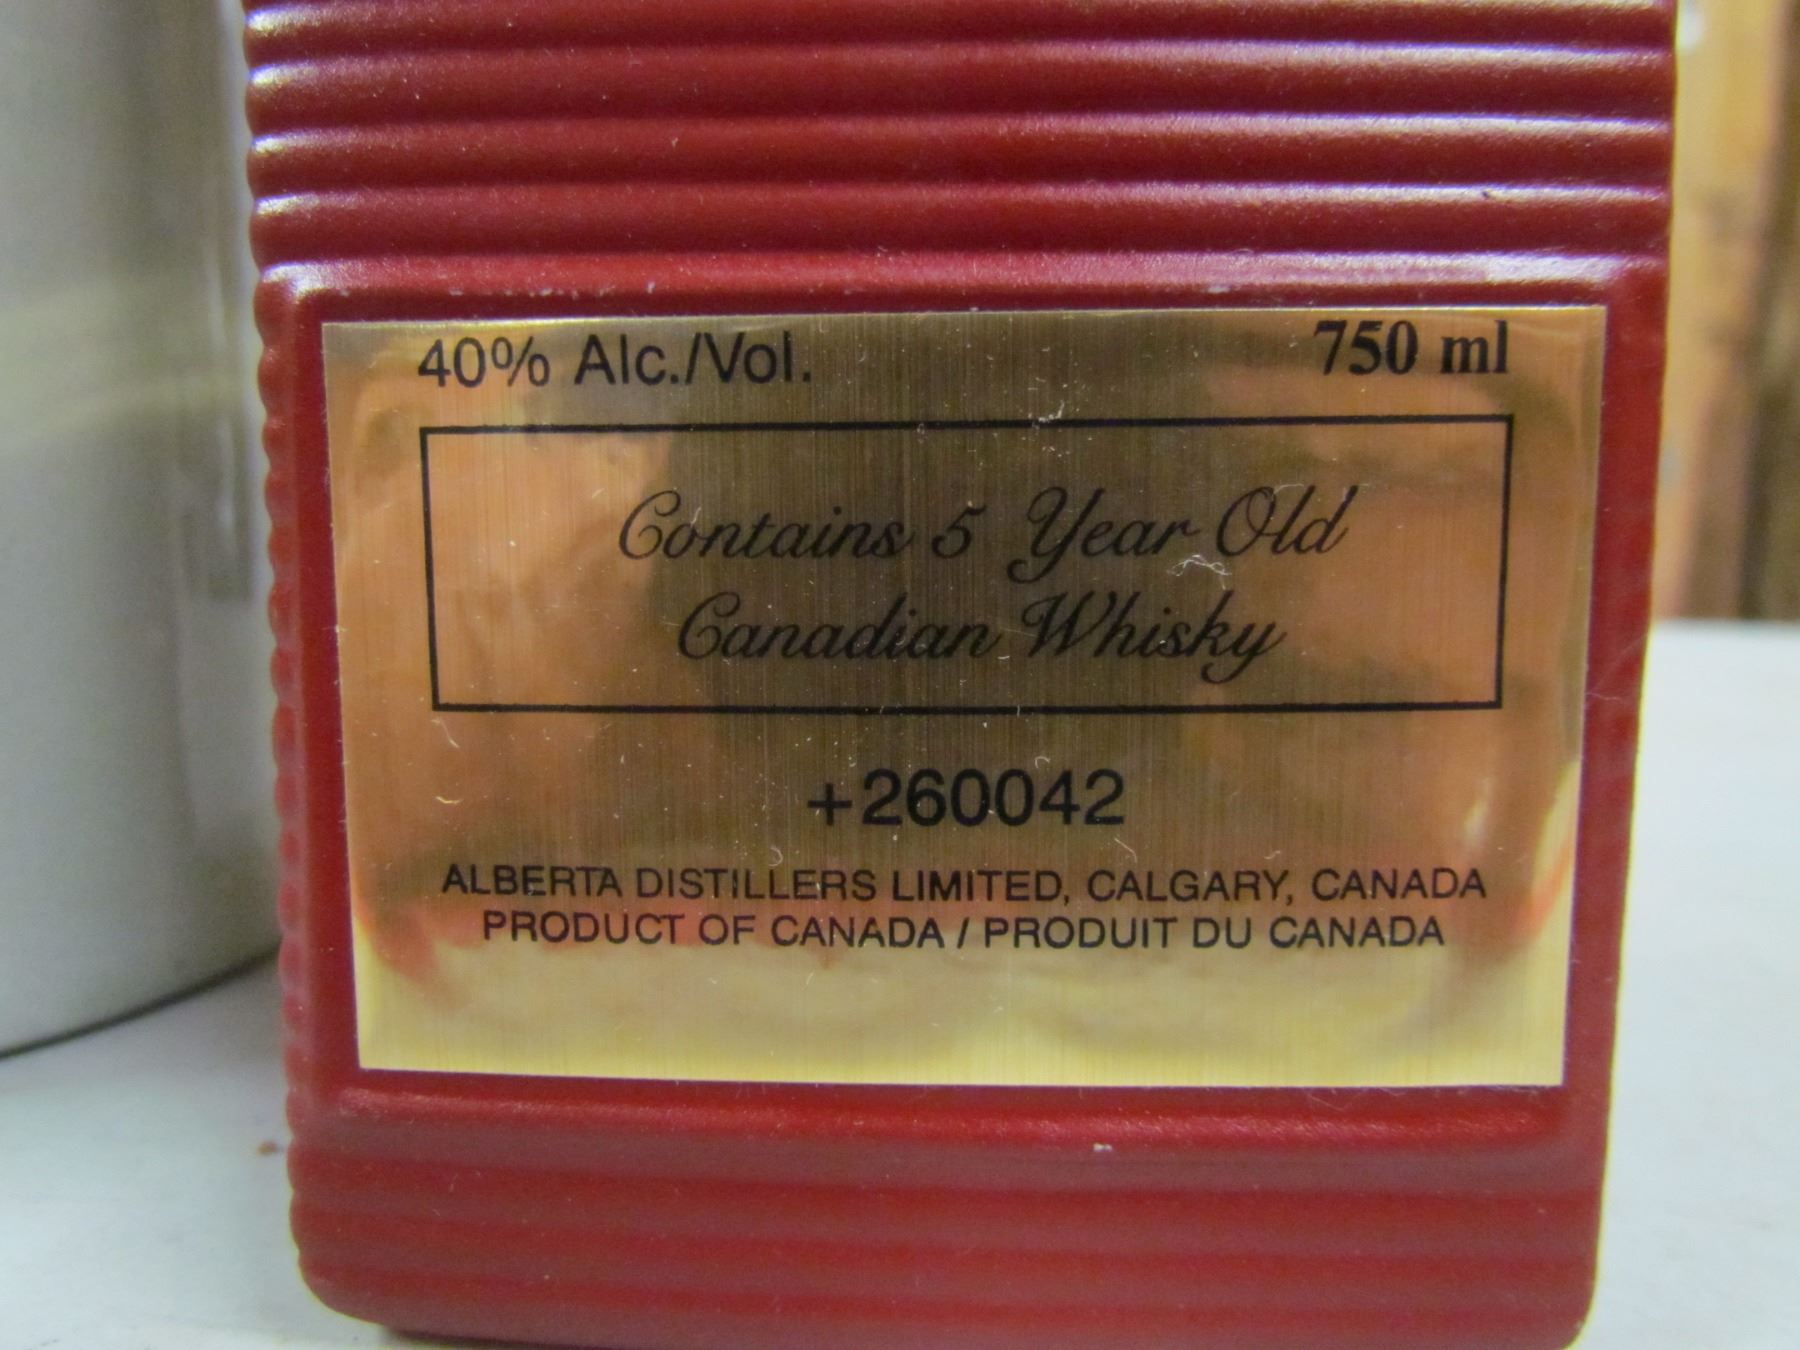 40% Alc./Vol. 750 ml
Contains 5 Year Old
Canadian Whisky
+260042
ALBERTA DISTILLERS LIMITED, CALGARY, CANADA
PRODUCT OF CANADA / PRODUIT DU CANADA